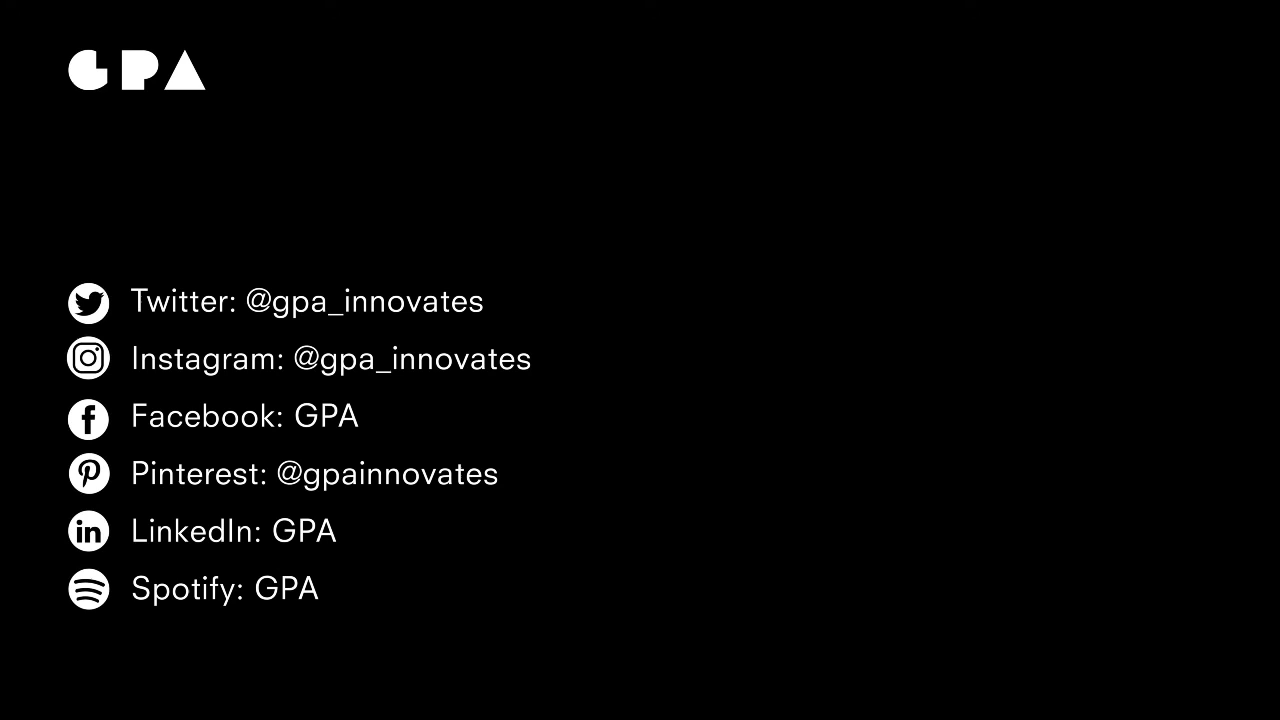 GPA
Twitter: @gpa_innovates
Instagram: @gpa_innovates
Facebook: GPA
Pinterest: @gpainnovates
LinkedIn: GPA
Spotify: GPA